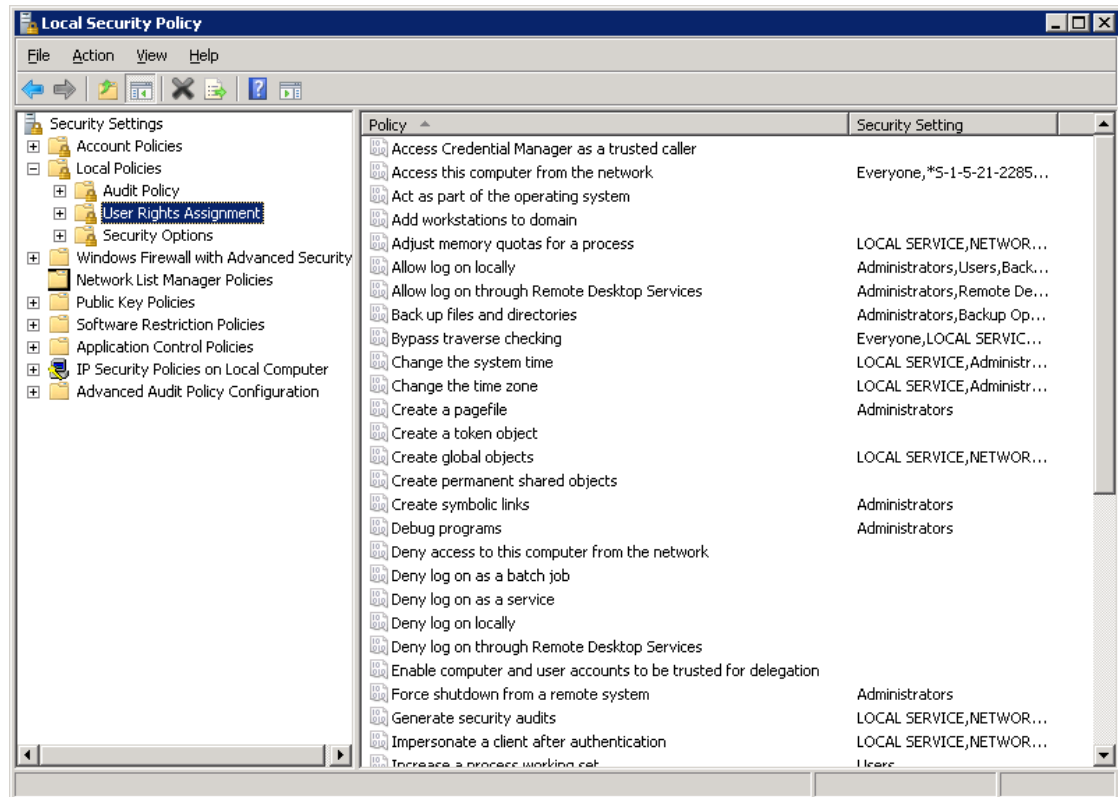 Local Security Policy
File Action View Help
Security Settings
Account Policies
Local Policies
Audit Policy
User Rights Assignment
Security Options
Windows Firewall with Advanced Security
Network List Manager Policies
Public Key Policies
Software Restriction Policies
Application Control Policies
IP Security Policies on Local Computer
Advanced Audit Policy Configuration
Policy Security Setting
Access Credential Manager as a trusted caller
Access this computer from the network Everyone,*S-1-5-21-2285...
Act as part of the operating system
Add workstations to domain
Adjust memory quotas for a process LOCAL SERVICE,NETWOR...
Allow log on locally Administrators,Users,Back...
Allow log on through Remote Desktop Services Administrators,Remote De...
Back up files and directories Administrators,Backup Op...
Bypass traverse checking Everyone,LOCAL SERVIC...
Change the system time LOCAL SERVICE,Administr...
Change the time zone LOCAL SERVICE,Administr...
Create a pagefile Administrators
Create a token object
Create global objects LOCAL SERVICE,NETWOR...
Create permanent shared objects
Create symbolic links Administrators
Debug programs Administrators
Deny access to this computer from the network
Deny log on as a batch job
Deny log on as a service
Deny log on locally
Deny log on through Remote Desktop Services
Enable computer and user accounts to be trusted for delegation
Force shutdown from a remote system Administrators
Generate security audits LOCAL SERVICE,NETWOR...
Impersonate a client after authentication LOCAL SERVICE,NETWOR...
Increase a process working set Users